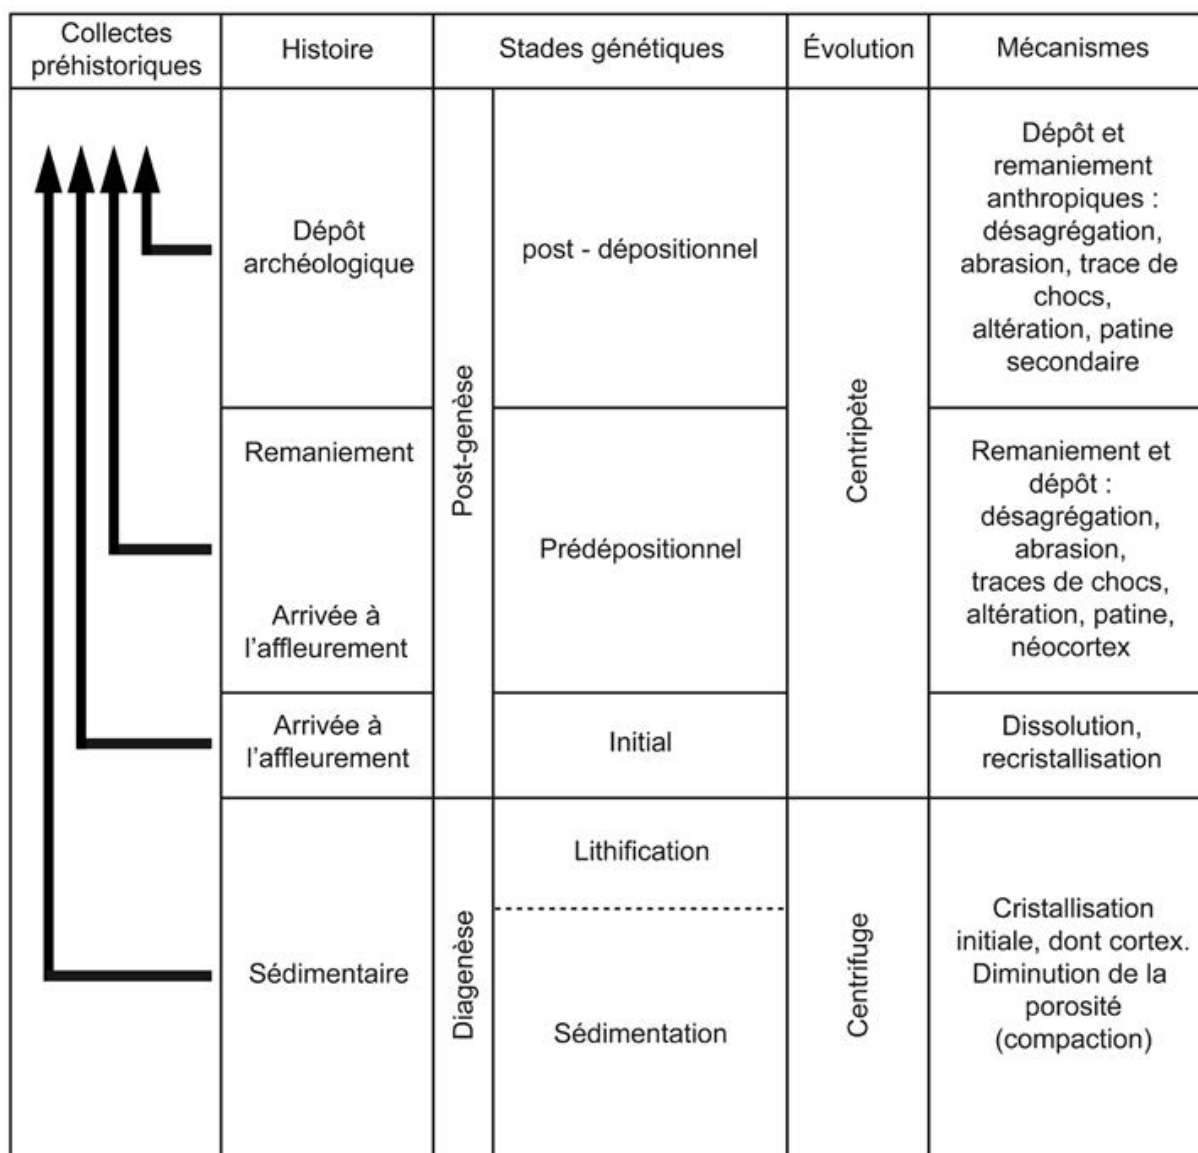 Collectes
préhistoriques
Histoire
Stades génétiques
Évolution
Mécanismes
Dépôt
archéologique
post - dépositionnel
Dépôt et
remaniement
anthropiques :
désagrégation,
abrasion, trace de
chocs,
altération, patine
secondaire
Post-genèse
Centripète
Remaniement
Arrivée à
l'affleurement
Prédépositionnel
Remaniement et
dépôt :
désagrégation,
abrasion,
traces de chocs,
altération, patine,
néocortex
Arrivée à
l'affleurement
Initial
Dissolution,
recristallisation
Sédimentaire
Diagenèse
Lithification
Sédimentation
Centrifuge
Cristallisation
initiale, dont cortex.
Diminution de la
porosité
(compaction)